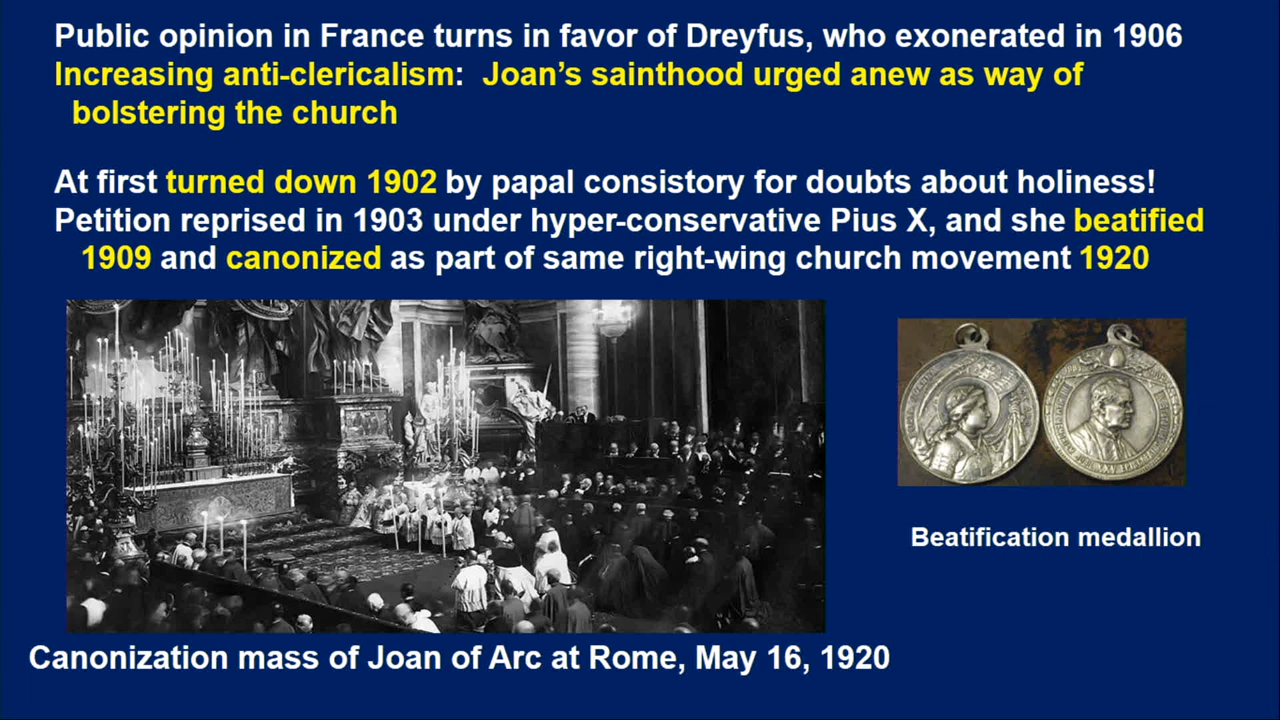 Public opinion in France turns in favor of Dreyfus, who exonerated in 1906
Increasing anti-clericalism: Joan's sainthood urged anew as way of
bolstering the church
At first turned down 1902 by papal consistory for doubts about holiness!
Petition reprised in 1903 under hyper-conservative Pius X, and she beatified
1909 and canonized as part of same right-wing church movement 1920
Beatification medallion
Canonization mass of Joan of Arc at Rome, May 16, 1920